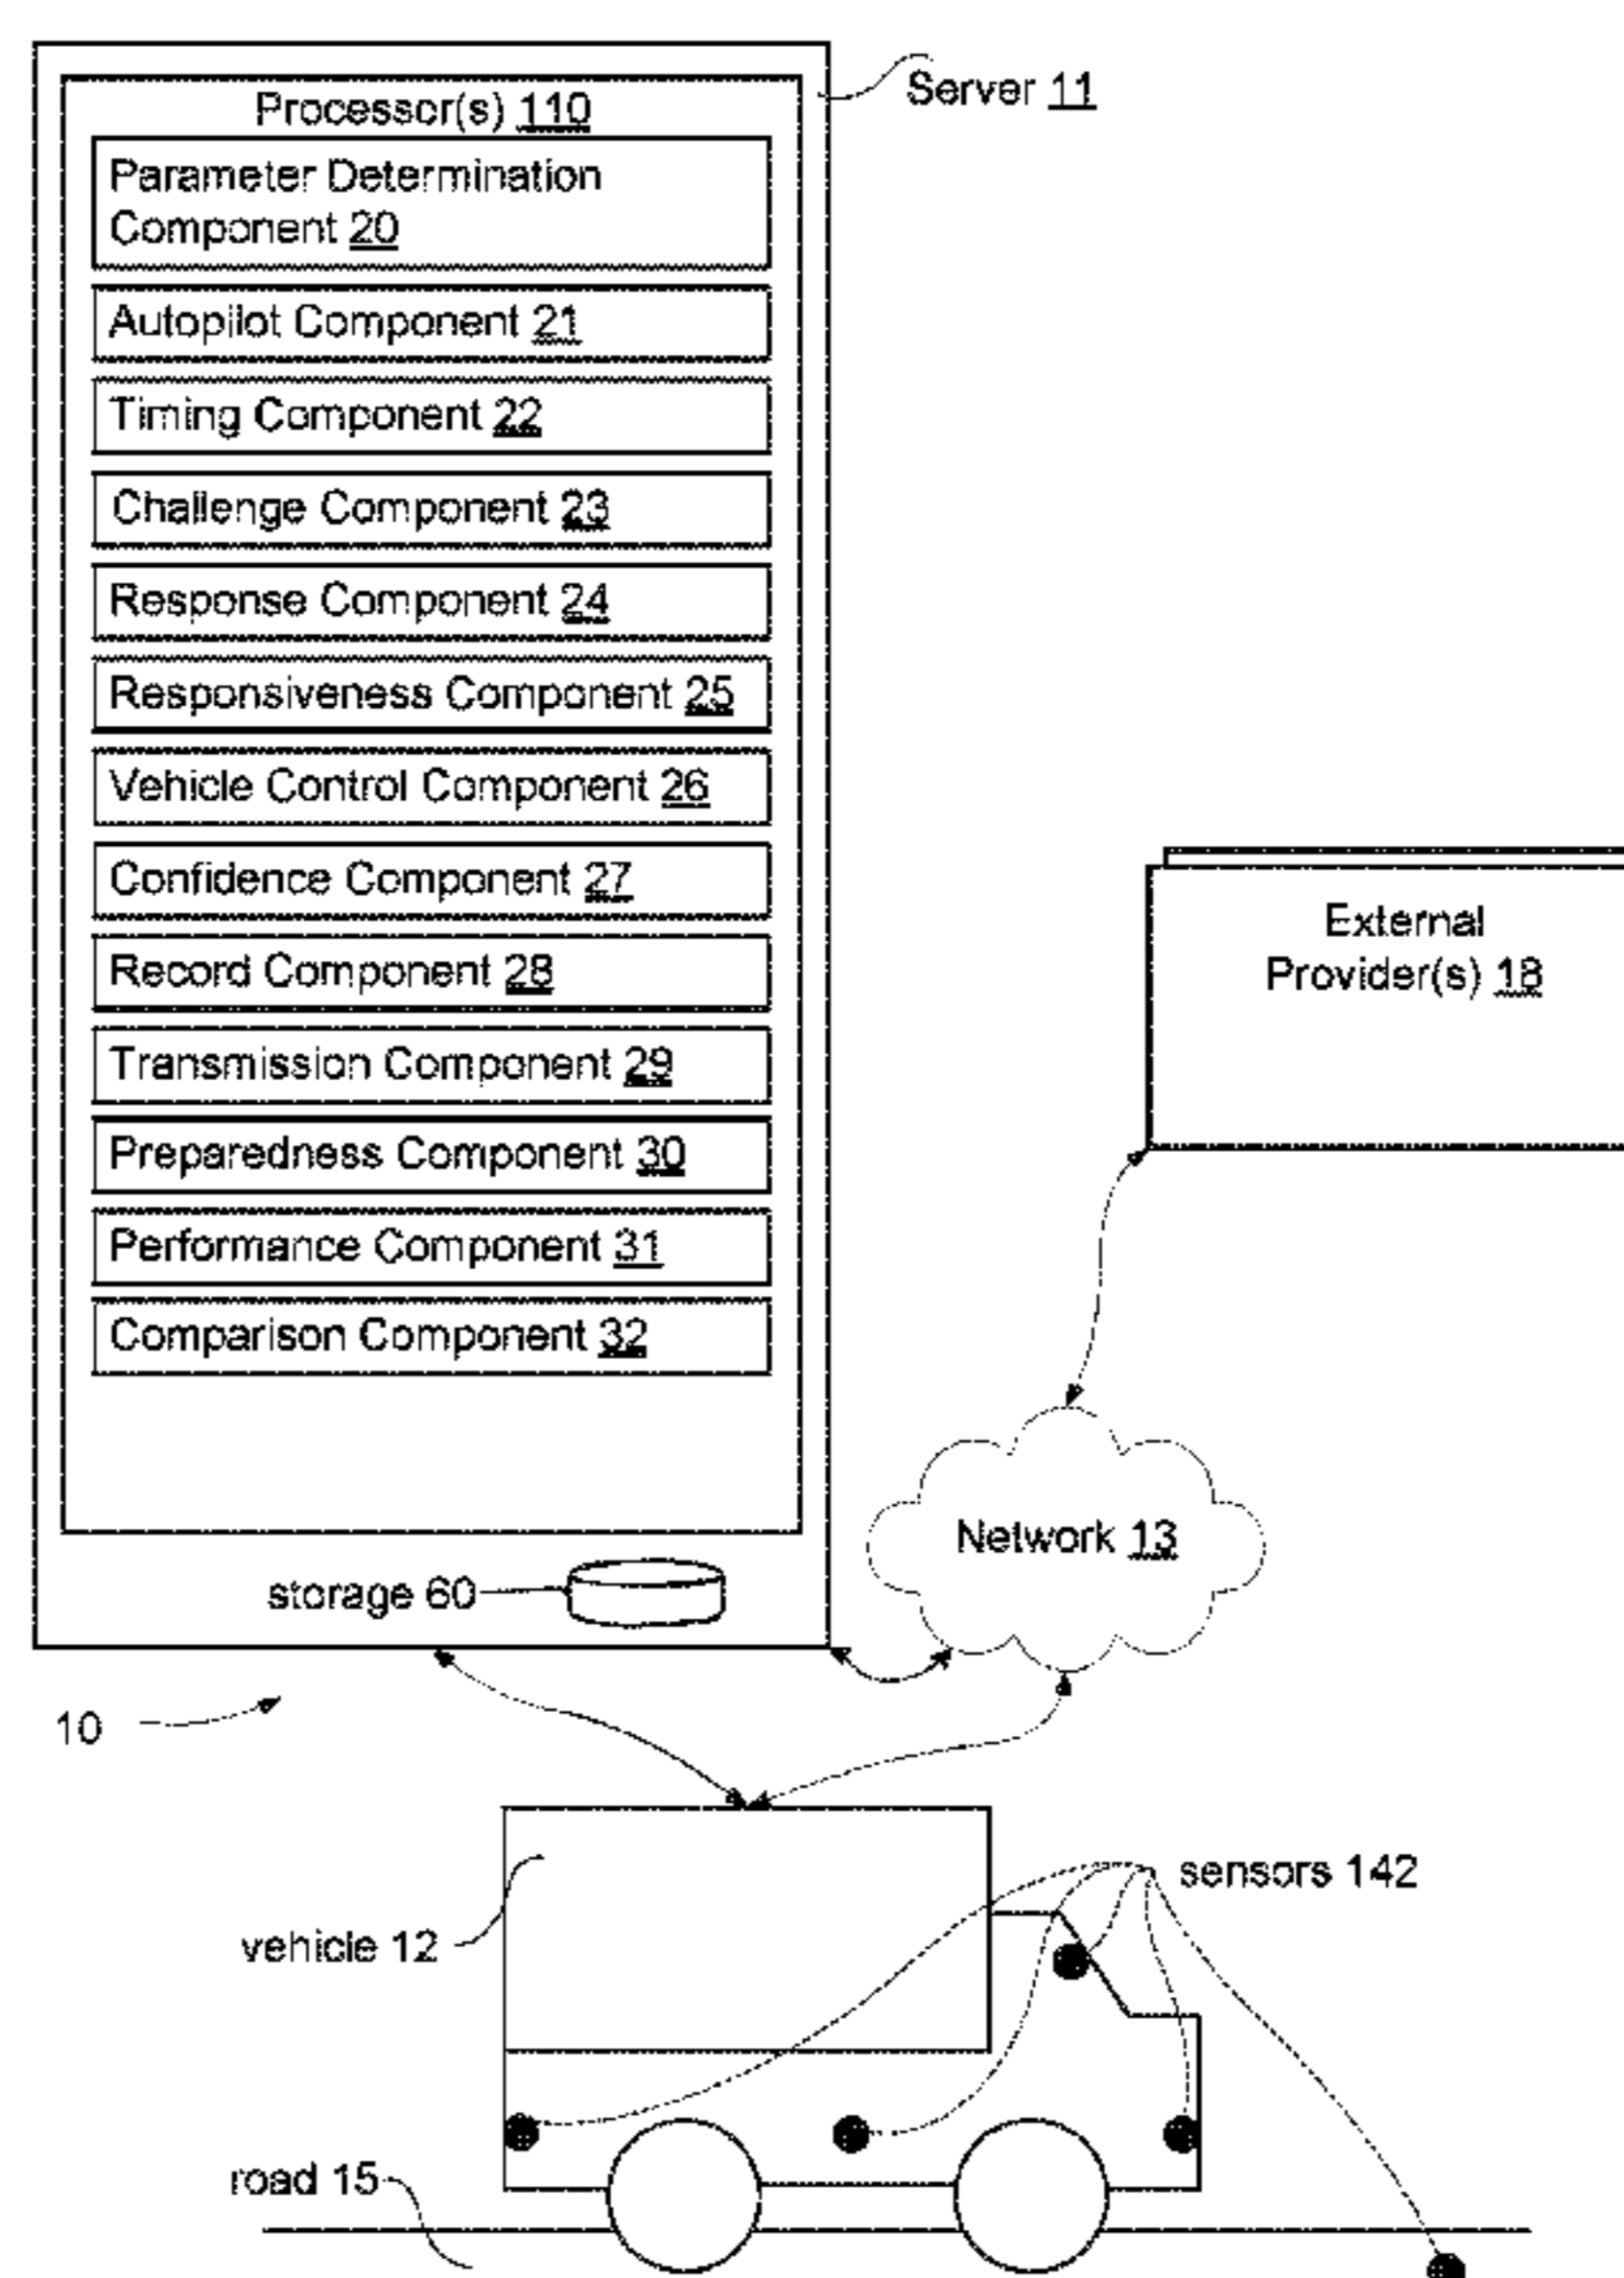 Server 11
Processor(s) 110
Parameter Determination
Component 20
Autopilot Component 21
Timing Component 22
Challenge Component 23
Response Component 24
Responsiveness Component 25
Vehicle Control Component 26
Confidence Component 27
Record Component 28
Transmission Component 29
Preparedness Component 30
Performance Component 31
Comparison Component 32
External
Provider(s) 18
Network 13
storage 60
10
sensors 142
vehicle 12
road 15